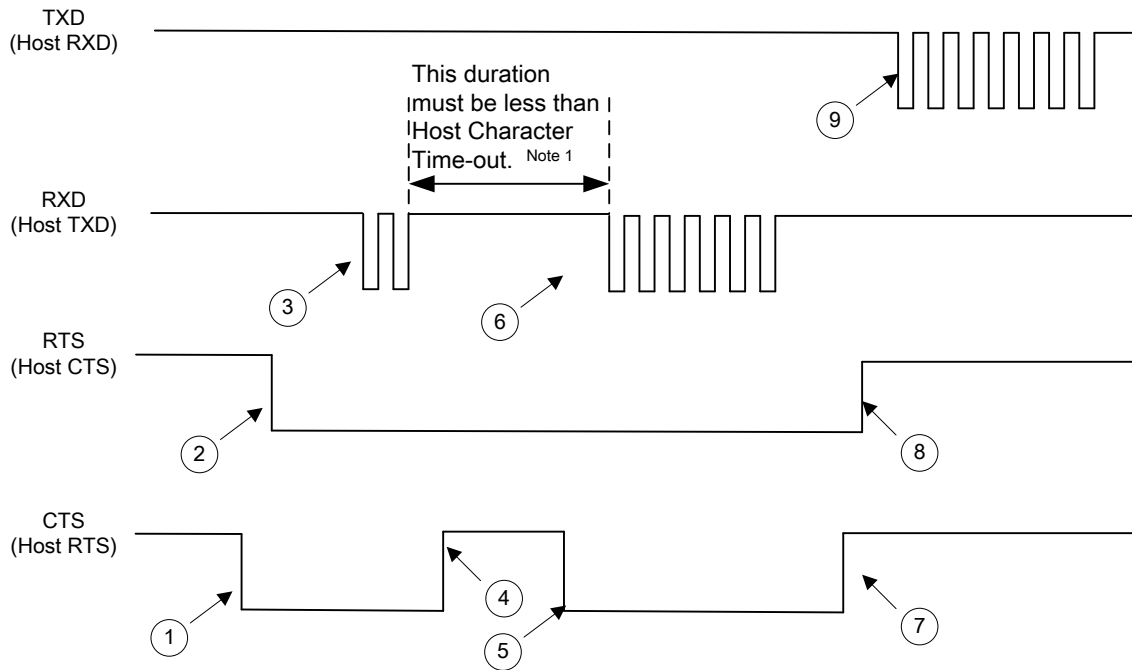 TXD
(Host RXD)
This duration
must be less than
Host Character
Time-out. Note 1
9
RXD
(Host TXD)
3
6
RTS
(Host CTS)
2
8
CTS
(Host RTS)
4
1
5
7